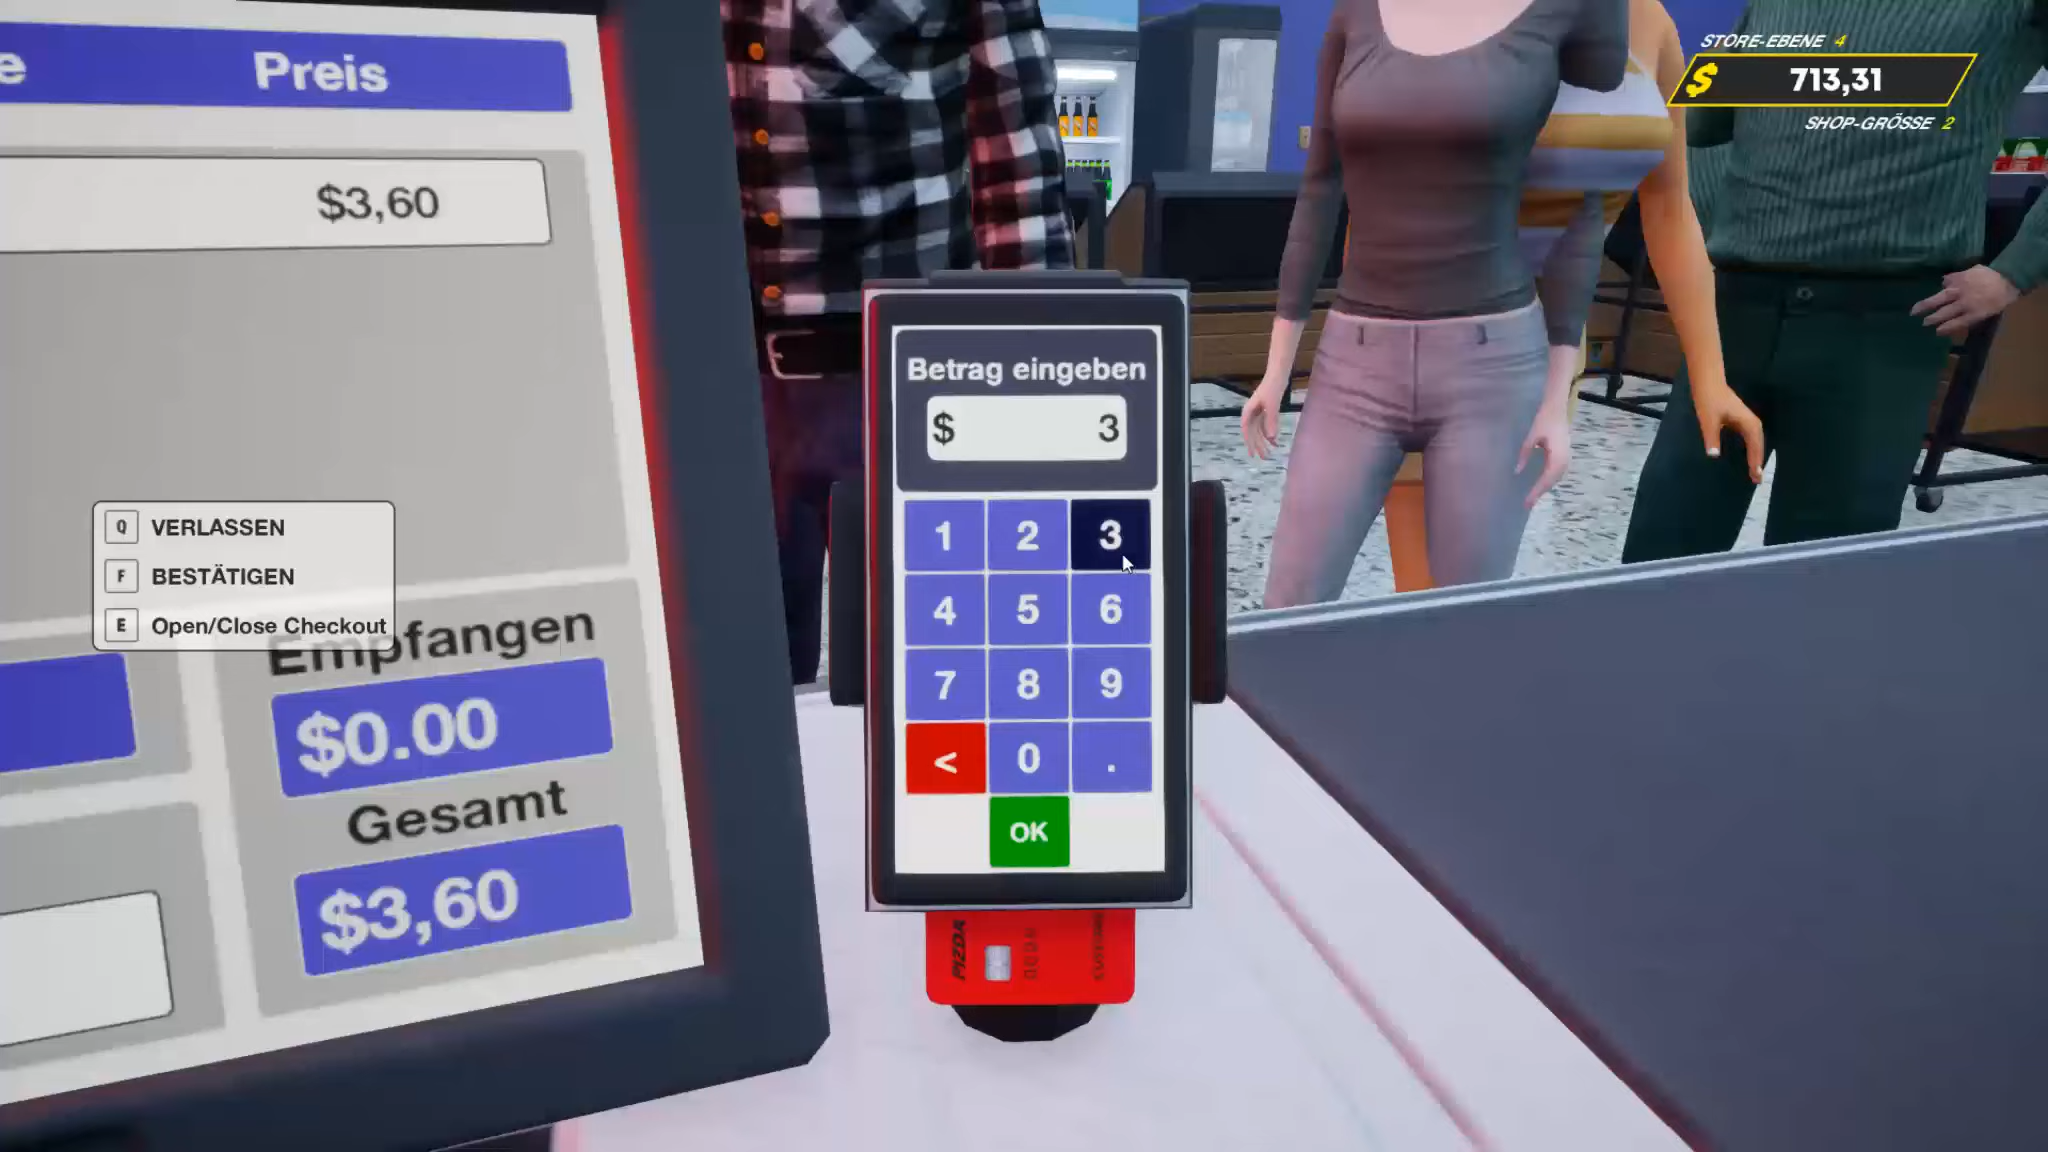 e
Preis
$3,60
STORE-EBENE 4
$ 713,31
SHOP-GRÖSSE 2
Q VERLASSEN
F BESTÄTIGEN
E Open/Close Checkout
Empfangen
$0.00
Gesamt
$3,60
Betrag eingeben
$ 3
1 2 3
4 5 6
7 8 9
< 0 .
OK
PIZDA